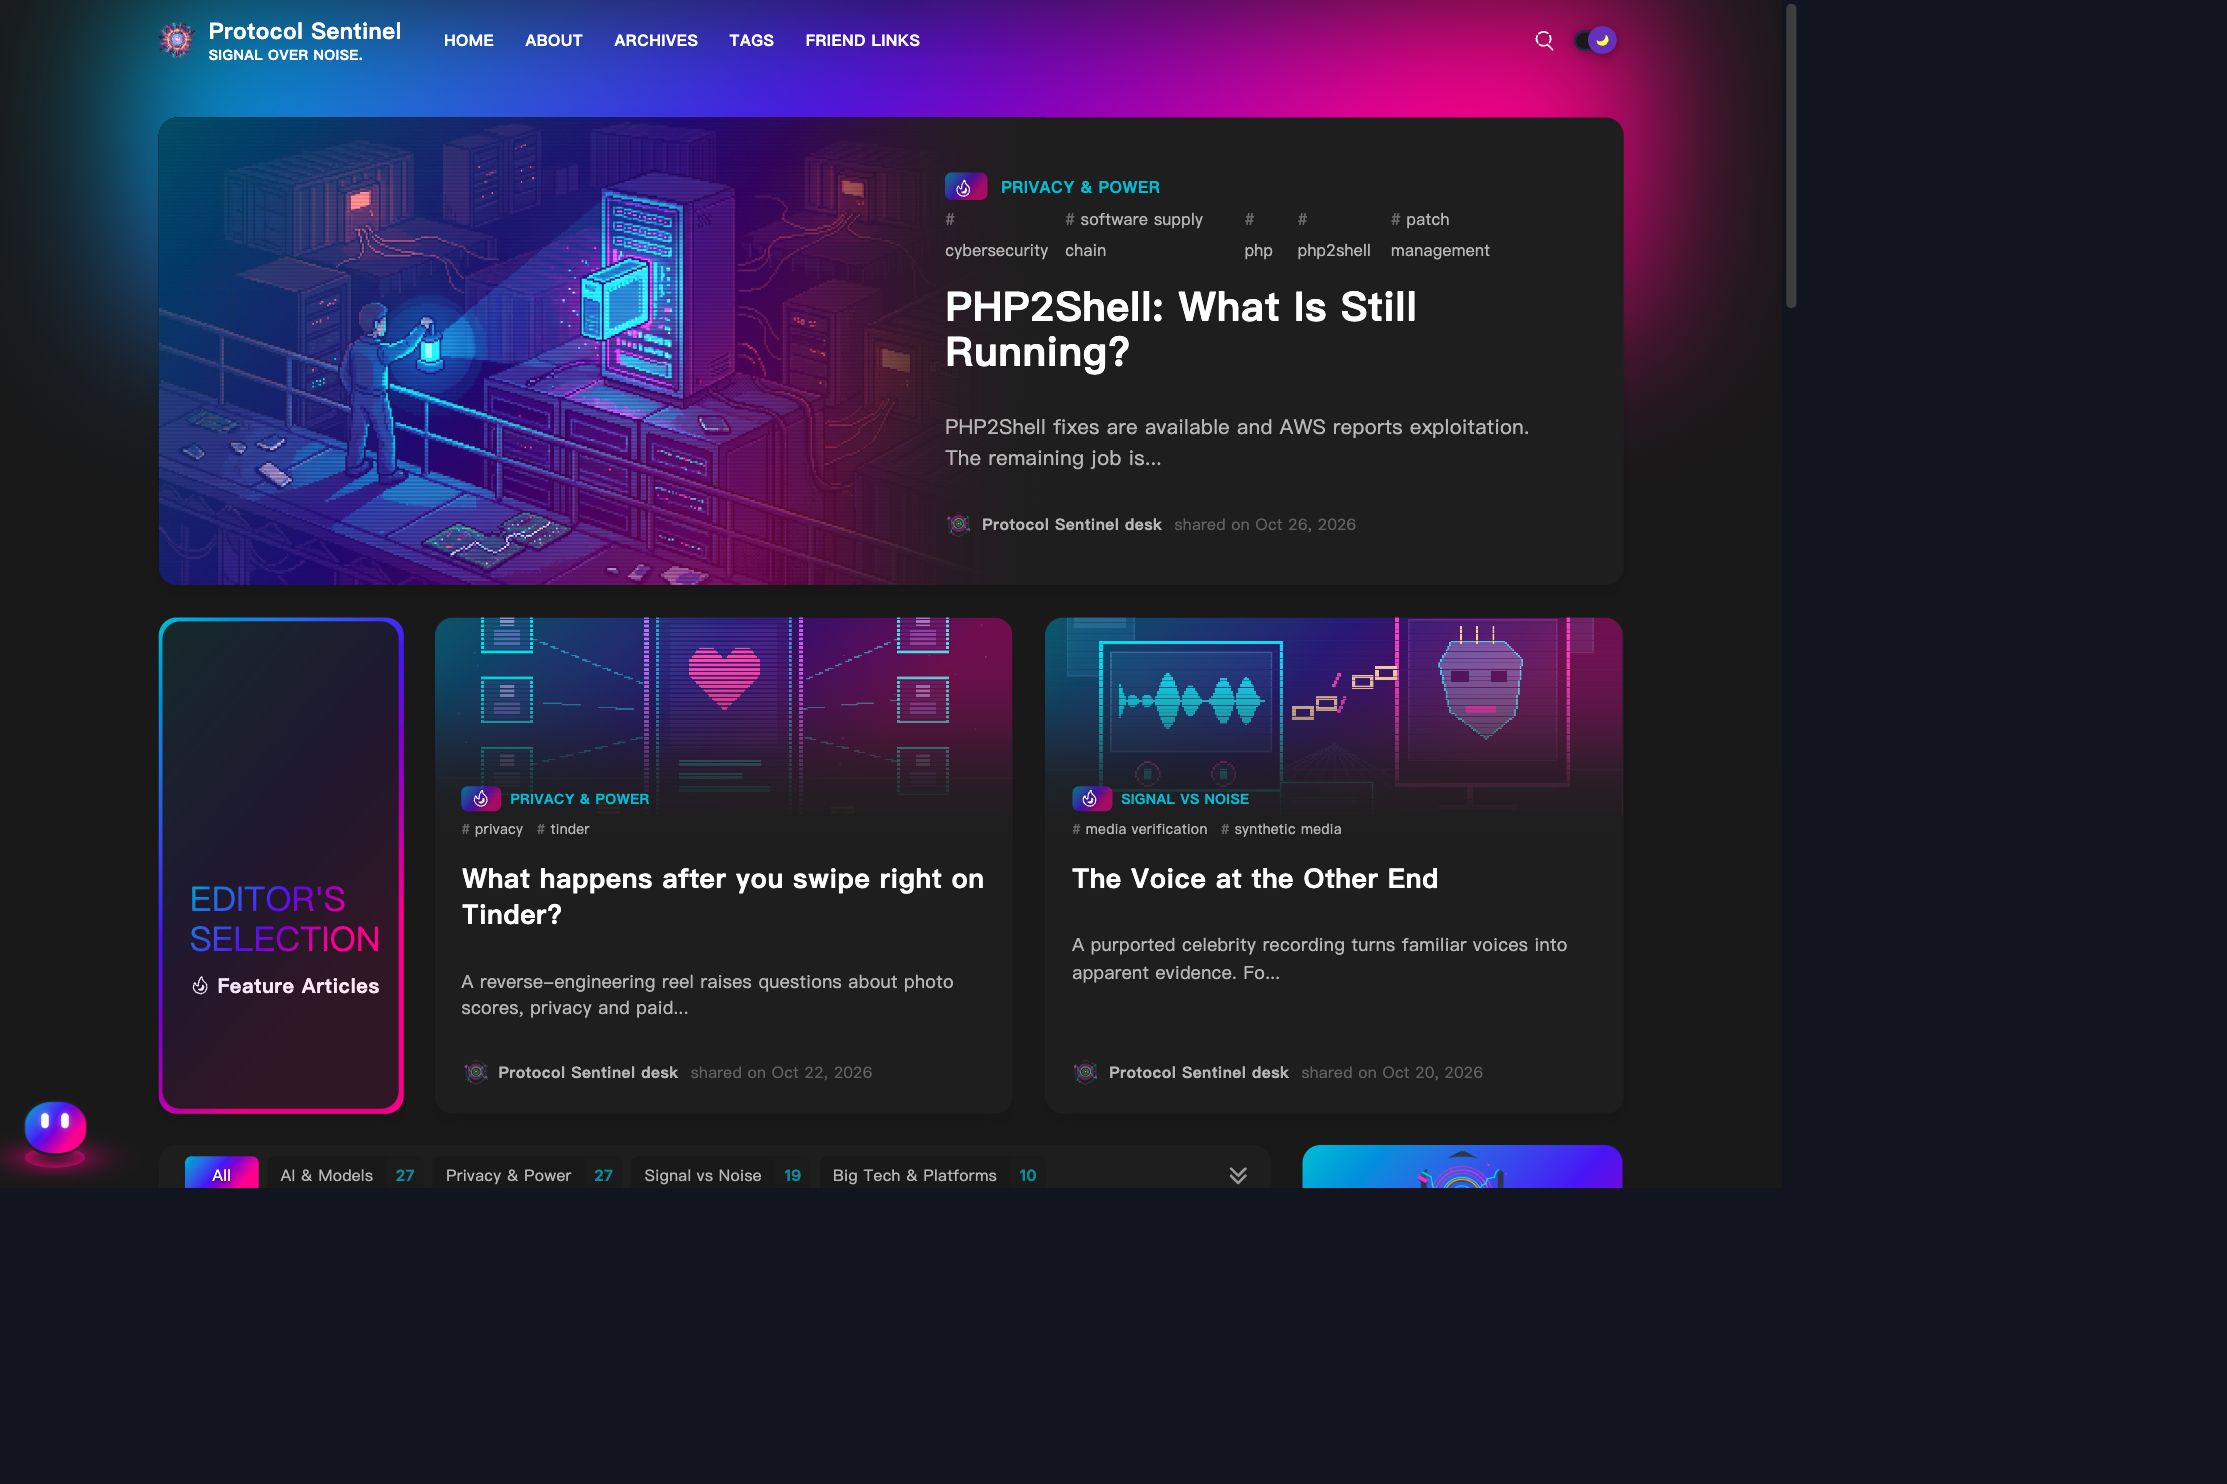 Protocol Sentinel
SIGNAL OVER NOISE.
HOME ABOUT ARCHIVES TAGS FRIEND LINKS
PRIVACY & POWER
# cybersecurity # software supply chain # php # php2shell # patch management
PHP2Shell: What Is Still
Running?
PHP2Shell fixes are available and AWS reports exploitation.
The remaining job is...
Protocol Sentinel desk shared on Oct 26, 2026
EDITOR'S
SELECTION
Feature Articles
PRIVACY & POWER
# privacy # tinder
What happens after you swipe right on
Tinder?
A reverse-engineering reel raises questions about photo
scores, privacy and paid...
Protocol Sentinel desk shared on Oct 22, 2026
SIGNAL VS NOISE
# media verification # synthetic media
The Voice at the Other End
A purported celebrity recording turns familiar voices into
apparent evidence. Fo...
Protocol Sentinel desk shared on Oct 20, 2026
All AI & Models 27 Privacy & Power 27 Signal vs Noise 19 Big Tech & Platforms 10